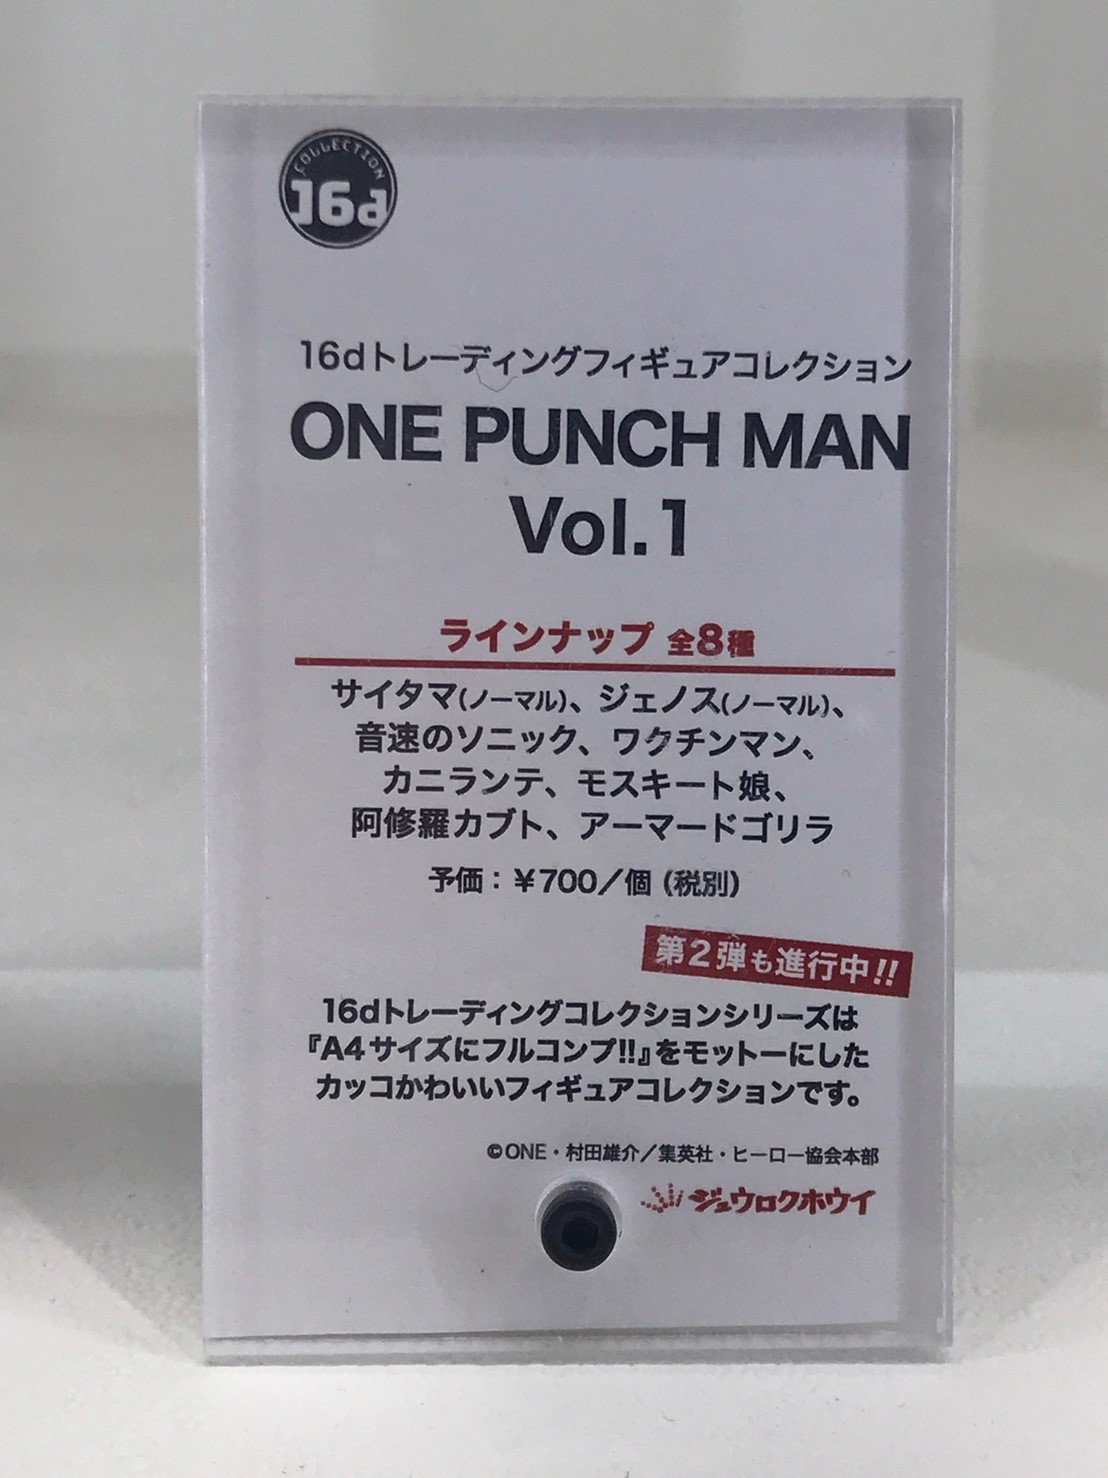 COLLECTION
16d
16dトレーディングフィギュアコレクション
ONE PUNCH MAN
Vol.1
ラインナップ 全8種
サイタマ(ノーマル)、ジェノス(ノーマル)、
音速のソニック、ワクチンマン、
カニランテ、モスキート娘、
阿修羅カブト、アーマードゴリラ
予価：￥700／個（税別）
第2弾も進行中!!
16dトレーディングコレクションシリーズは
『A4サイズにフルコンプ!!』をモットーにした
カッコかわいいフィギュアコレクションです。
©ONE・村田雄介／集英社・ヒーロー協会本部
ジュウロクホウイ